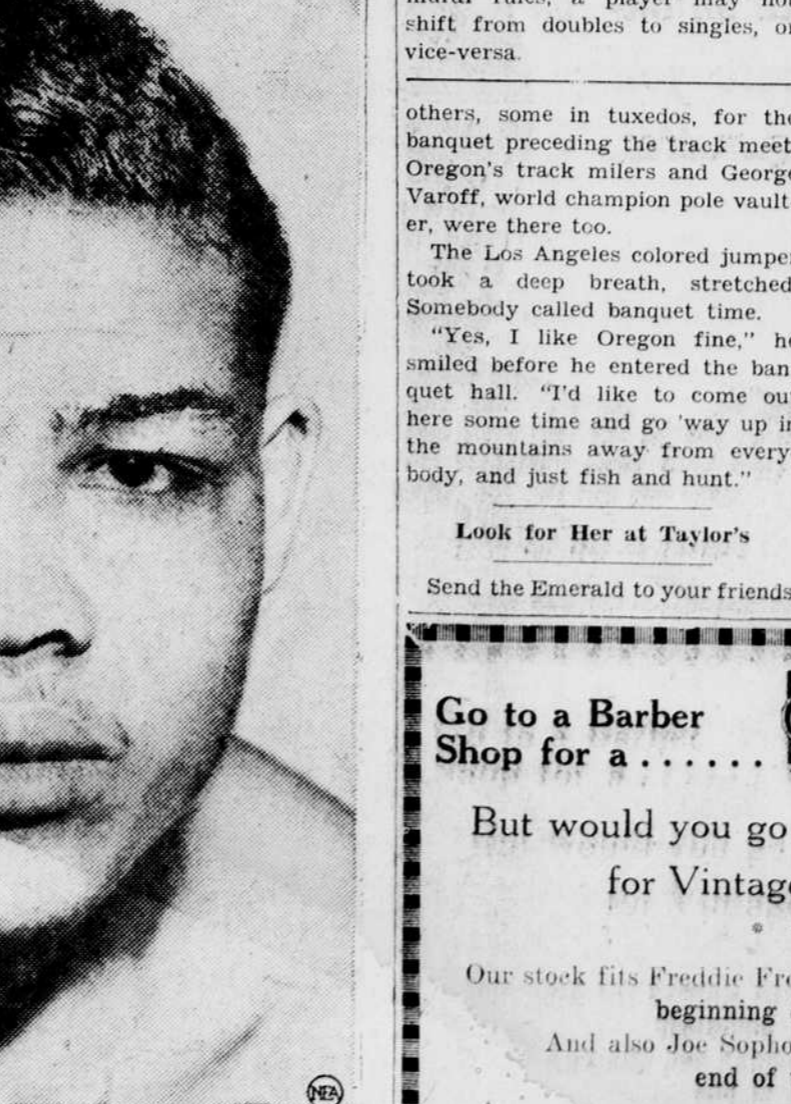 shift from doubles to singles, or
vice-versa.
others, some in tuxedos, for the
banquet preceding the track meet
Oregon's track milers and George
Varoff, world champion pole vault
er, were there too.
The Los Angeles colored jumper
took a deep breath, stretched
Somebody called banquet time.
"Yes, I like Oregon fine," he
smiled before he entered the ban
quet hall. "I'd like to come out
here some time and go 'way up in
the mountains away from every
body, and just fish and hunt."
Look for Her at Taylor's
Send the Emerald to your friends
Go to a Barber
Shop for a ......
But would you go
for Vintage
Our stock fits Freddie Fre
beginning
And also Joe Sopho
end of
NEA